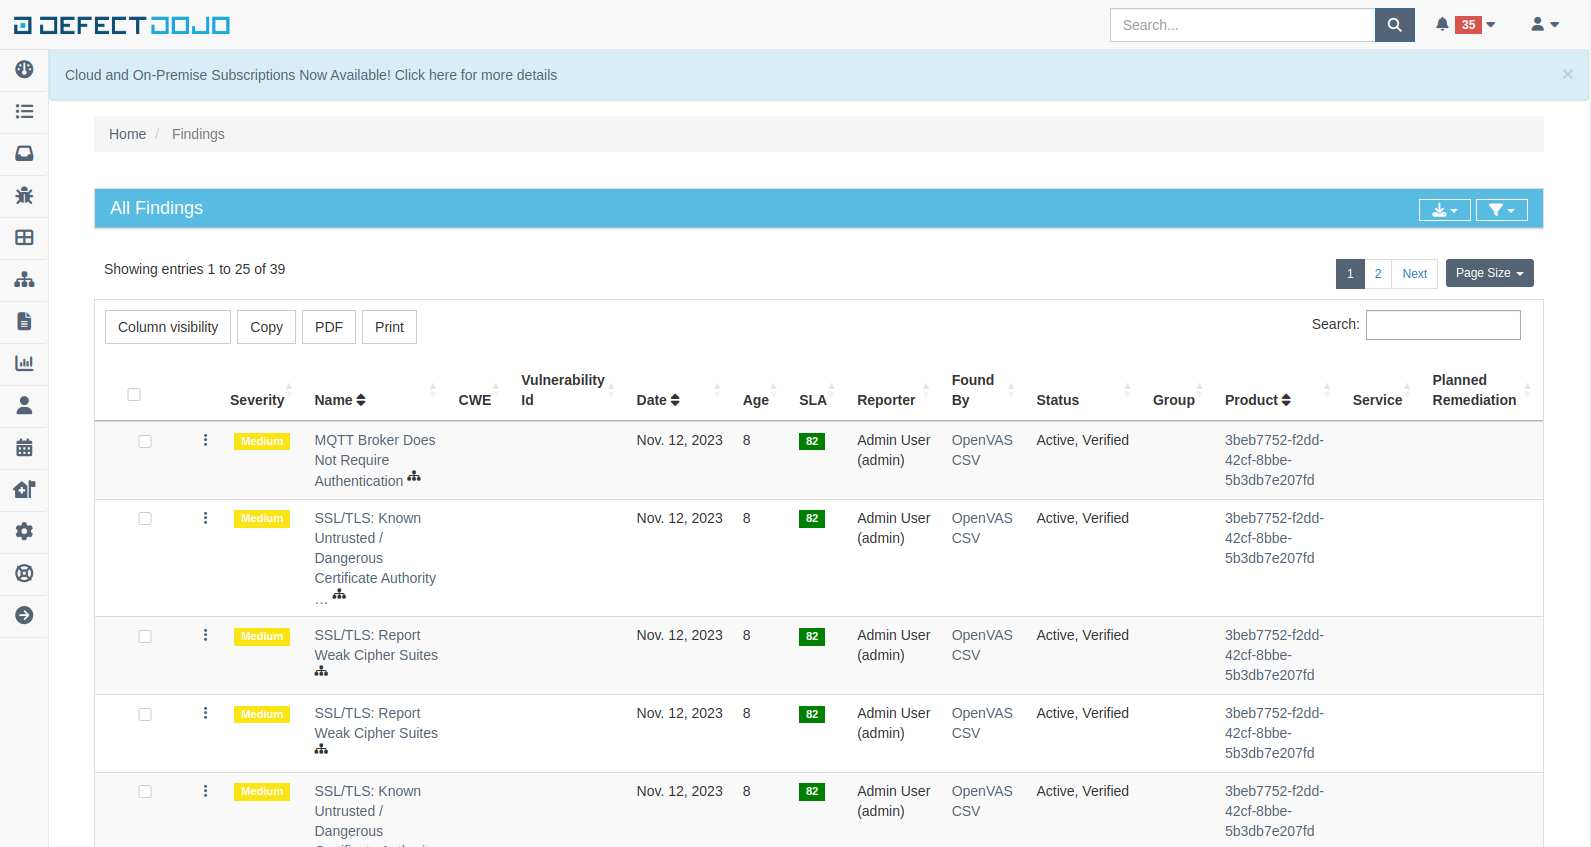 DEFECTDOJO
Search...
35
Cloud and On-Premise Subscriptions Now Available! Click here for more details
×
Home / Findings
All Findings
Showing entries 1 to 25 of 39
1 2 Next Page Size
Column visibility Copy PDF Print Search:
Severity Name CWE Vulnerability Id Date Age SLA Reporter Found By Status Group Product Service Planned Remediation
Medium MQTT Broker Does Nov. 12, 2023 8 82 Admin User OpenVAS Active, Verified 3beb7752-f2dd-
Not Require (admin) CSV 42cf-8bbe-
Authentication 5b3db7e207fd
Medium SSL/TLS: Known Nov. 12, 2023 8 82 Admin User OpenVAS Active, Verified 3beb7752-f2dd-
Untrusted / (admin) CSV 42cf-8bbe-
Dangerous 5b3db7e207fd
Certificate Authority
...
Medium SSL/TLS: Report Nov. 12, 2023 8 82 Admin User OpenVAS Active, Verified 3beb7752-f2dd-
Weak Cipher Suites (admin) CSV 42cf-8bbe-
5b3db7e207fd
Medium SSL/TLS: Report Nov. 12, 2023 8 82 Admin User OpenVAS Active, Verified 3beb7752-f2dd-
Weak Cipher Suites (admin) CSV 42cf-8bbe-
5b3db7e207fd
Medium SSL/TLS: Known Nov. 12, 2023 8 82 Admin User OpenVAS Active, Verified 3beb7752-f2dd-
Untrusted / (admin) CSV 42cf-8bbe-
Dangerous 5b3db7e207fd